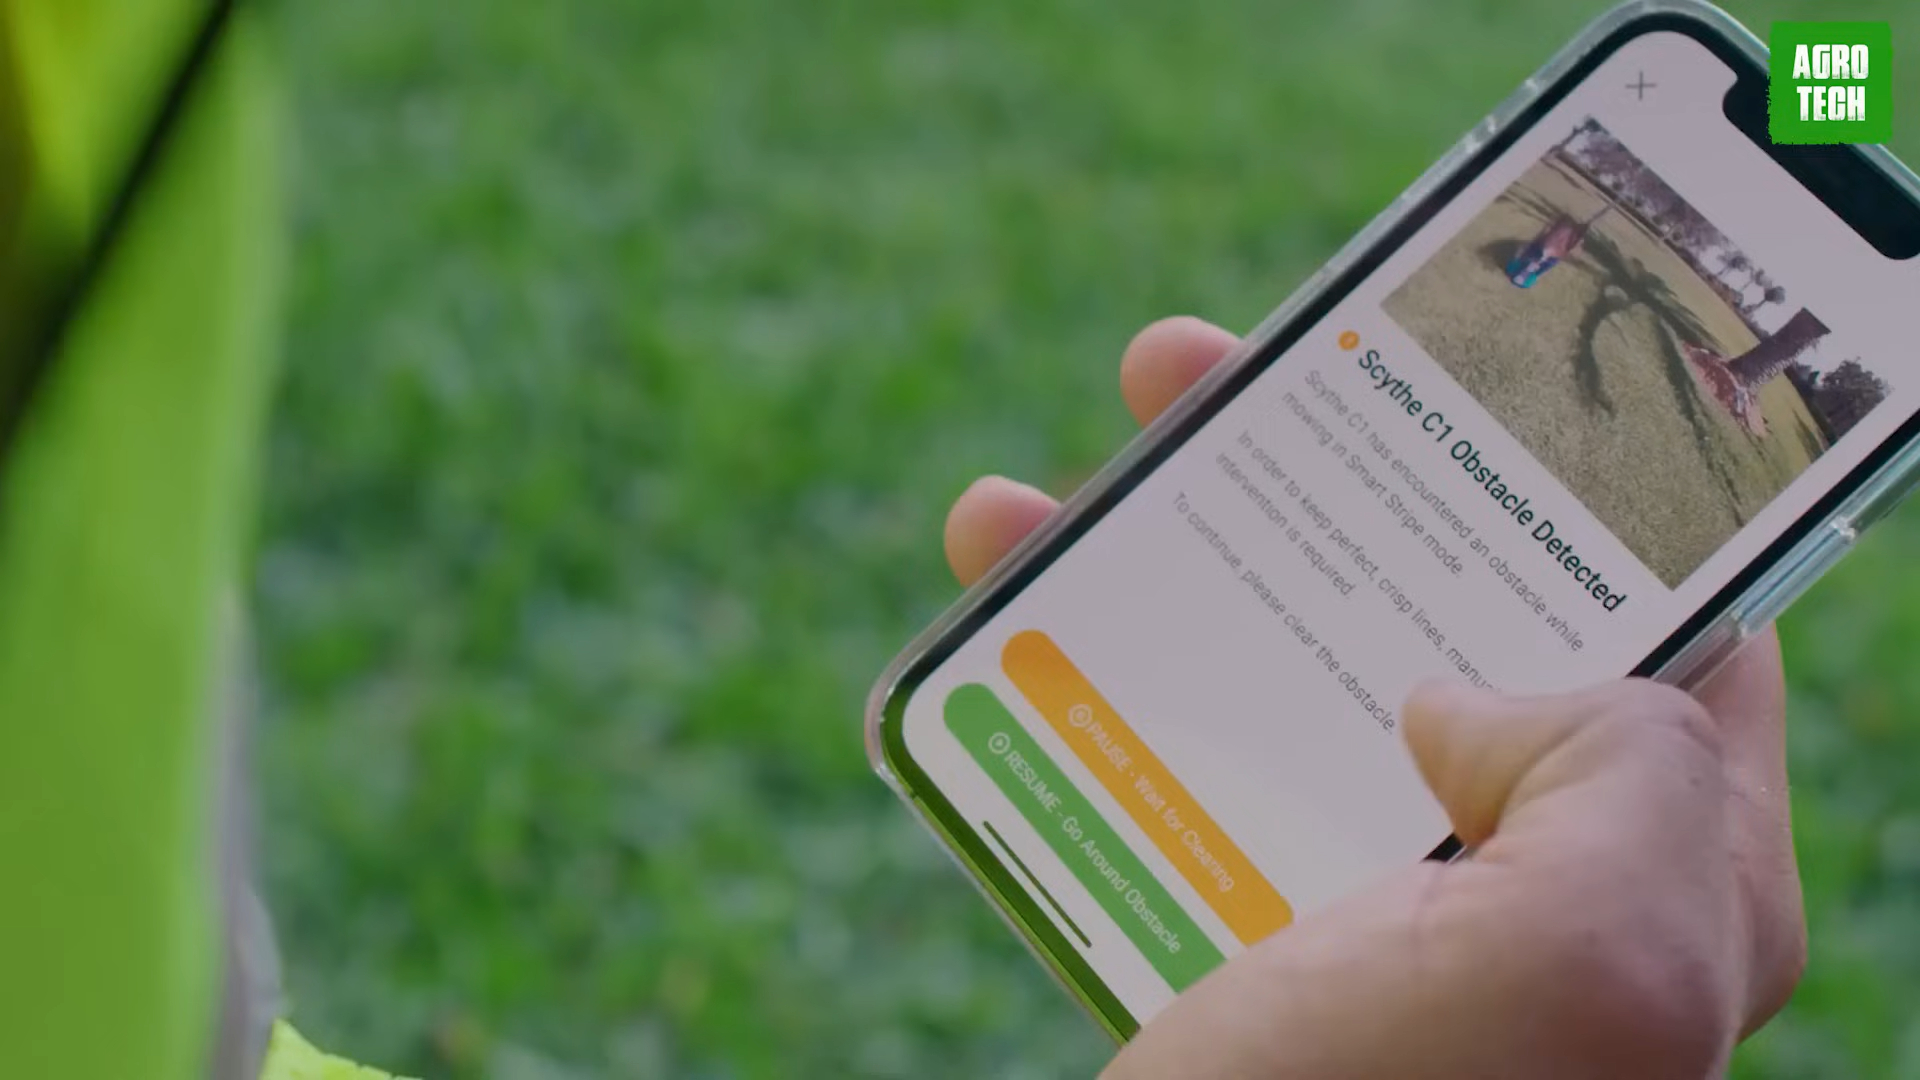 AGRO
TECH
Scythe C1 Obstacle Detected
Scythe C1 has encountered an obstacle while
mowing in Smart Stripe mode.
In order to keep perfect, crisp lines,
intervention is required.
To continue, please clear the obstacle.
PAUSE - Wait for Clearing
RESUME - Go Around Obstacle